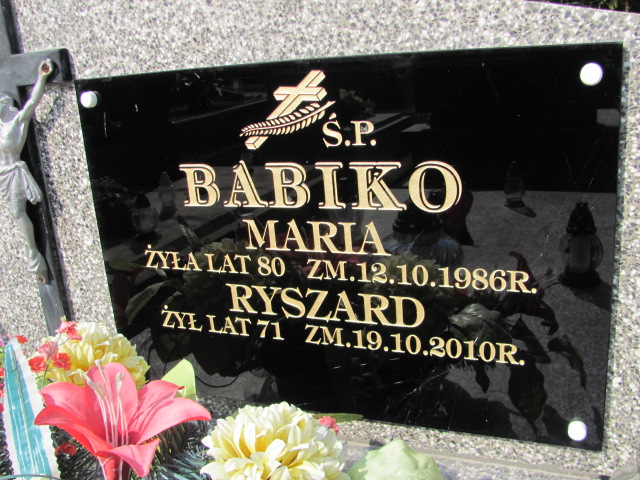 Ś.P.
BABIKO
MARIA
ŻYŁA LAT 80 ZM.12.10.1986R.
RYSZARD
ŻYŁ LAT 71 ZM.19.10.2010R.